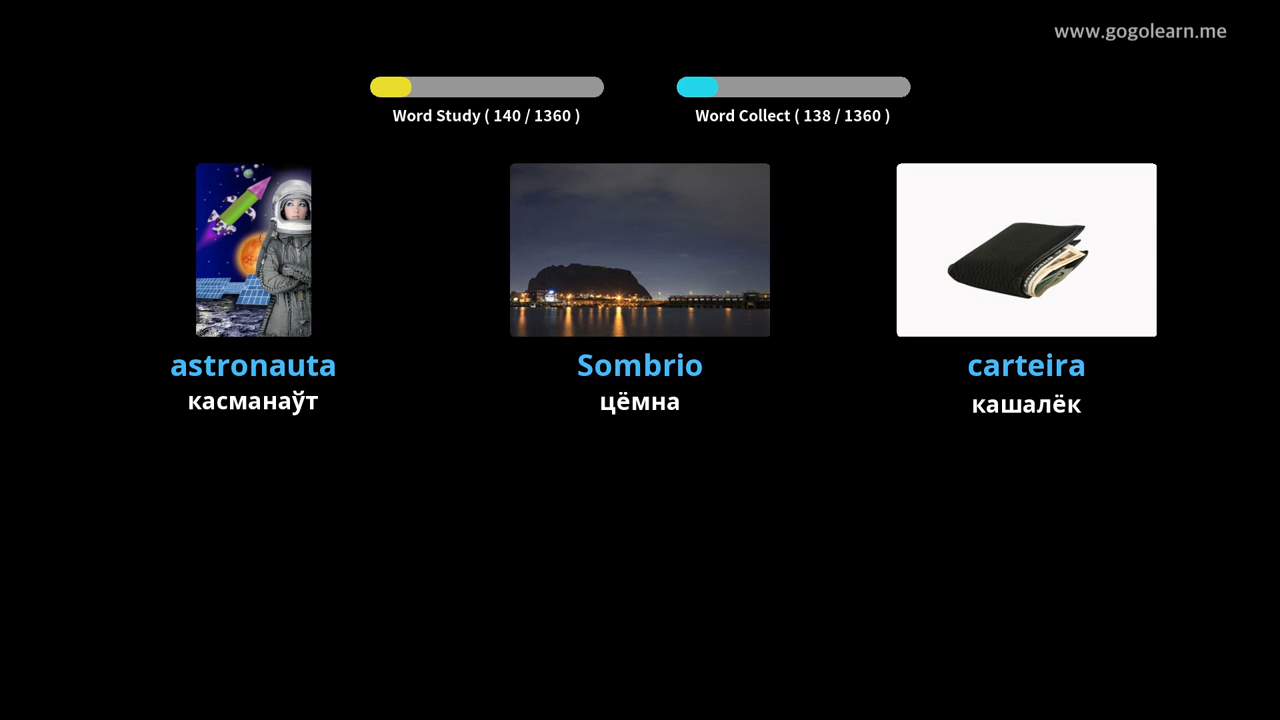 www.gogolearn.me
Word Study ( 140 / 1360 )
Word Collect ( 138 / 1360 )
astronauta
касманаўт
Sombrio
цёмна
carteira
кашалёк